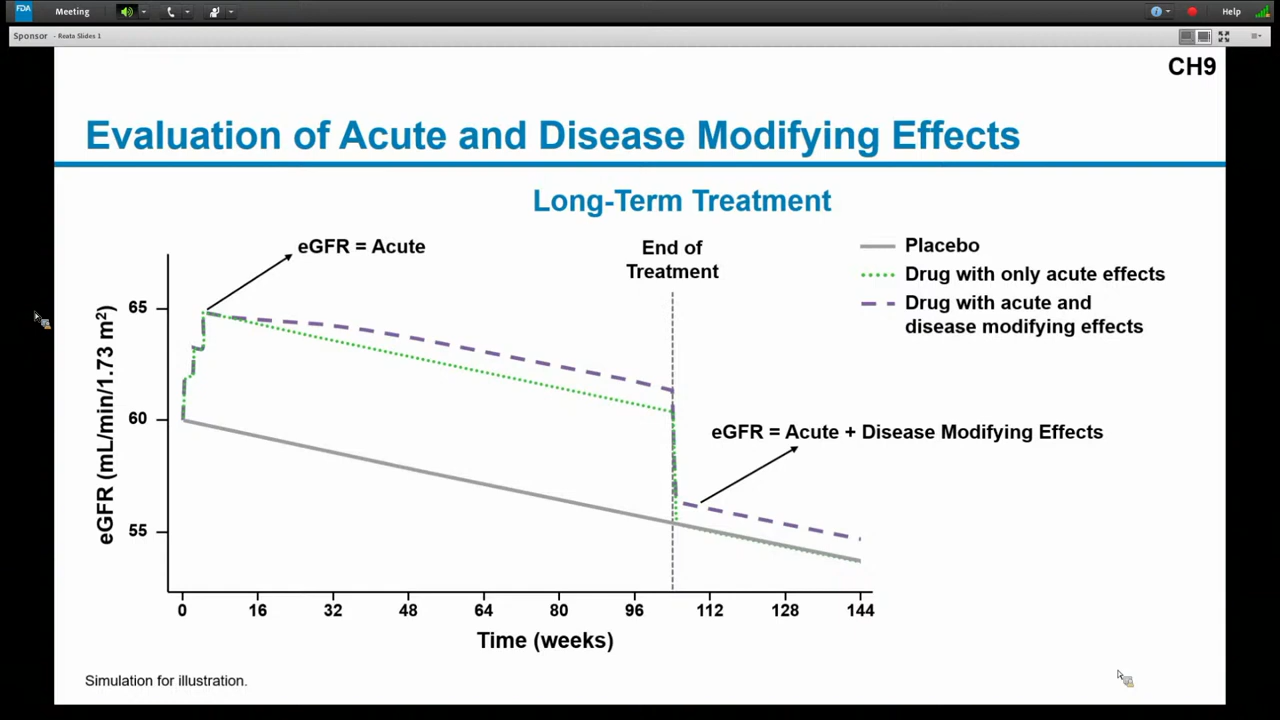 FDA
Meeting
Help
Sponsor - Reata Slides 1
CH9
Evaluation of Acute and Disease Modifying Effects
Long-Term Treatment
eGFR = Acute
End of
Treatment
Placebo
Drug with only acute effects
Drug with acute and
disease modifying effects
eGFR (mL/min/1.73 m²)
65
60
55
eGFR = Acute + Disease Modifying Effects
0 16 32 48 64 80 96 112 128 144
Time (weeks)
Simulation for illustration.